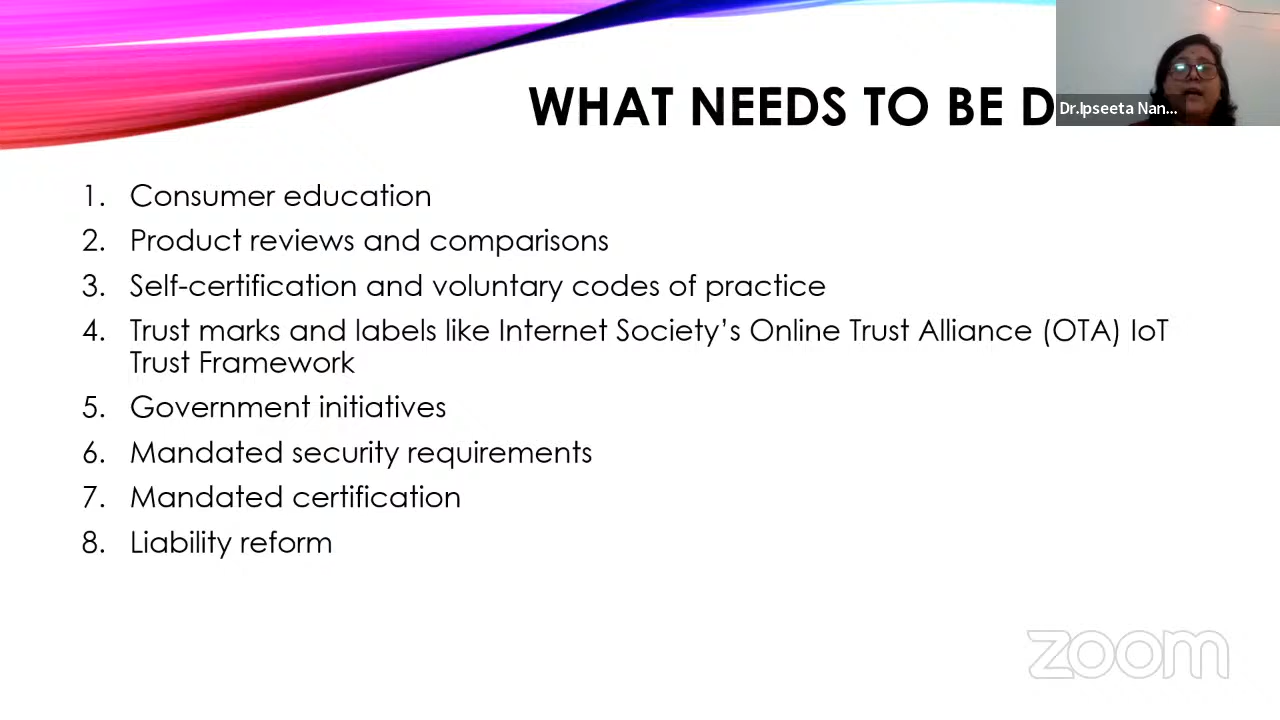 WHAT NEEDS TO BE D
Dr.Ipseeta Nan...
1. Consumer education
2. Product reviews and comparisons
3. Self-certification and voluntary codes of practice
4. Trust marks and labels like Internet Society’s Online Trust Alliance (OTA) IoT
Trust Framework
5. Government initiatives
6. Mandated security requirements
7. Mandated certification
8. Liability reform
zoom